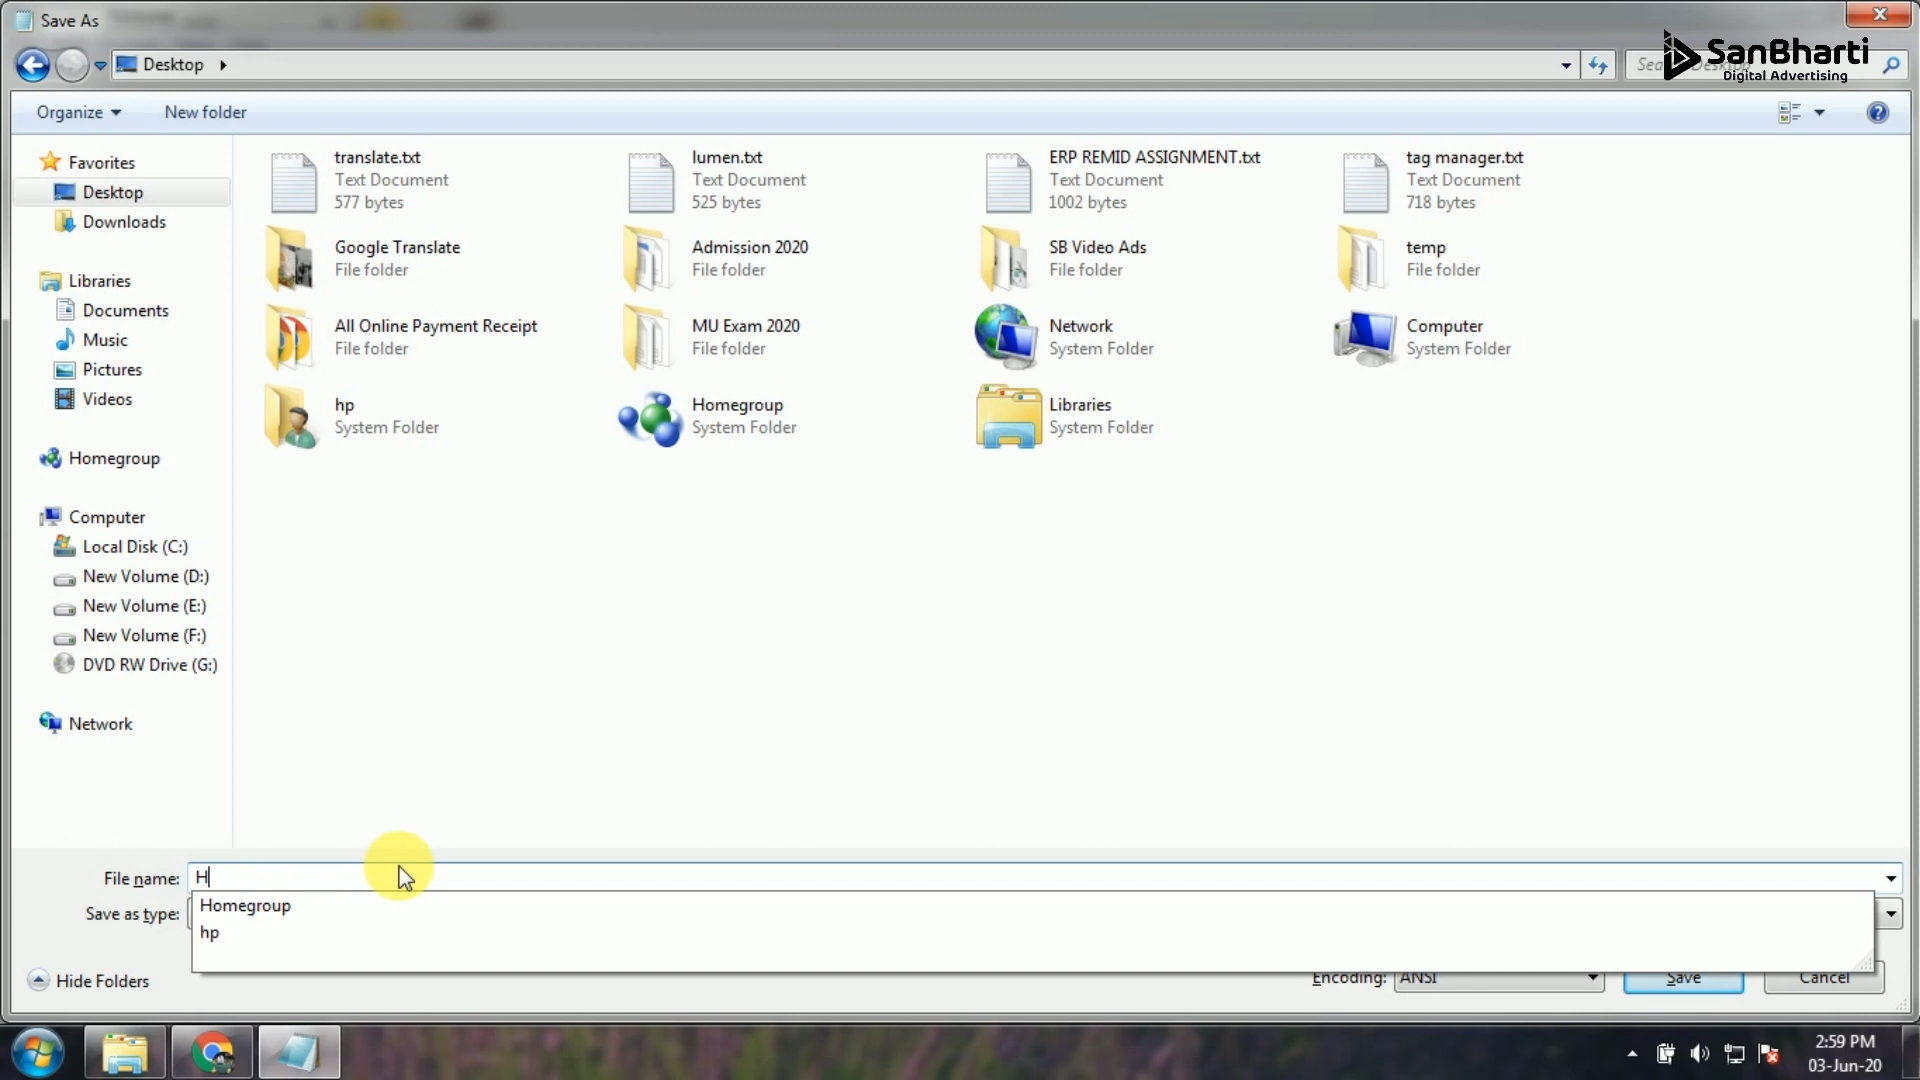 Save As
SanBharti
Digital Advertising
Desktop
Organize
New folder
Favorites
Desktop
Downloads
Libraries
Documents
Music
Pictures
Videos
Homegroup
Computer
Local Disk (C:)
New Volume (D:)
New Volume (E:)
New Volume (F:)
DVD RW Drive (G:)
Network
translate.txt
Text Document
577 bytes
lumen.txt
Text Document
525 bytes
ERP REMID ASSIGNMENT.txt
Text Document
1002 bytes
tag manager.txt
Text Document
718 bytes
Google Translate
File folder
Admission 2020
File folder
SB Video Ads
File folder
temp
File folder
All Online Payment Receipt
File folder
MU Exam 2020
File folder
Network
System Folder
Computer
System Folder
hp
System Folder
Homegroup
System Folder
Libraries
System Folder
File name: H
Save as type:
Homegroup
hp
Hide Folders
Encoding: ANSI
Save
Cancel
2:59 PM
03-Jun-20